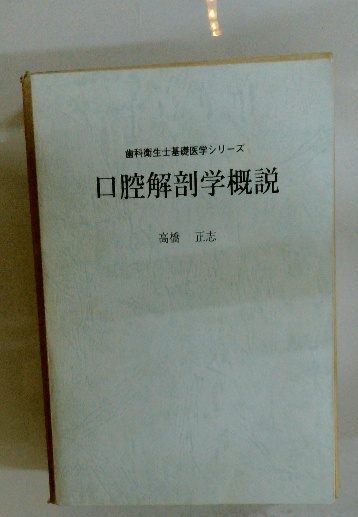 歯科衛生士基礎医学シリーズ
口腔解剖学概説
高橋 正志